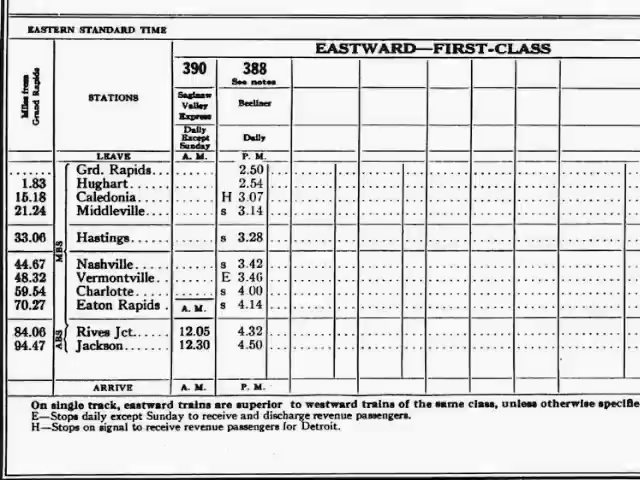 EASTERN STANDARD TIME
EASTWARD—FIRST-CLASS
Miles from Grand Rapids
STATIONS
390 388
See notes
Saginaw Valley Express Beeliner
Daily Except Sunday Daily
LEAVE A. M. P. M.
....... Grd. Rapids... ...... 2.50
1.83 Hughart...... ...... 2.54
15.18 Caledonia..... ...... H 3.07
21.24 Middleville.... ...... s 3.14
33.06 Hastings...... ...... s 3.28
MBS
44.67 Nashville..... ...... s 3.42
48.32 Vermontville.. ...... E 3.46
59.54 Charlotte..... ...... s 4.00
70.27 Eaton Rapids . A. M. s 4.14
84.06 Rives Jct...... 12.05 4.32
ABS
94.47 Jackson....... 12.30 4.50
ARRIVE A. M. P. M.
On single track, eastward trains are superior to westward trains of the same class, unless otherwise specifie
E—Stops daily except Sunday to receive and discharge revenue passengers.
H—Stops on signal to receive revenue passengers for Detroit.